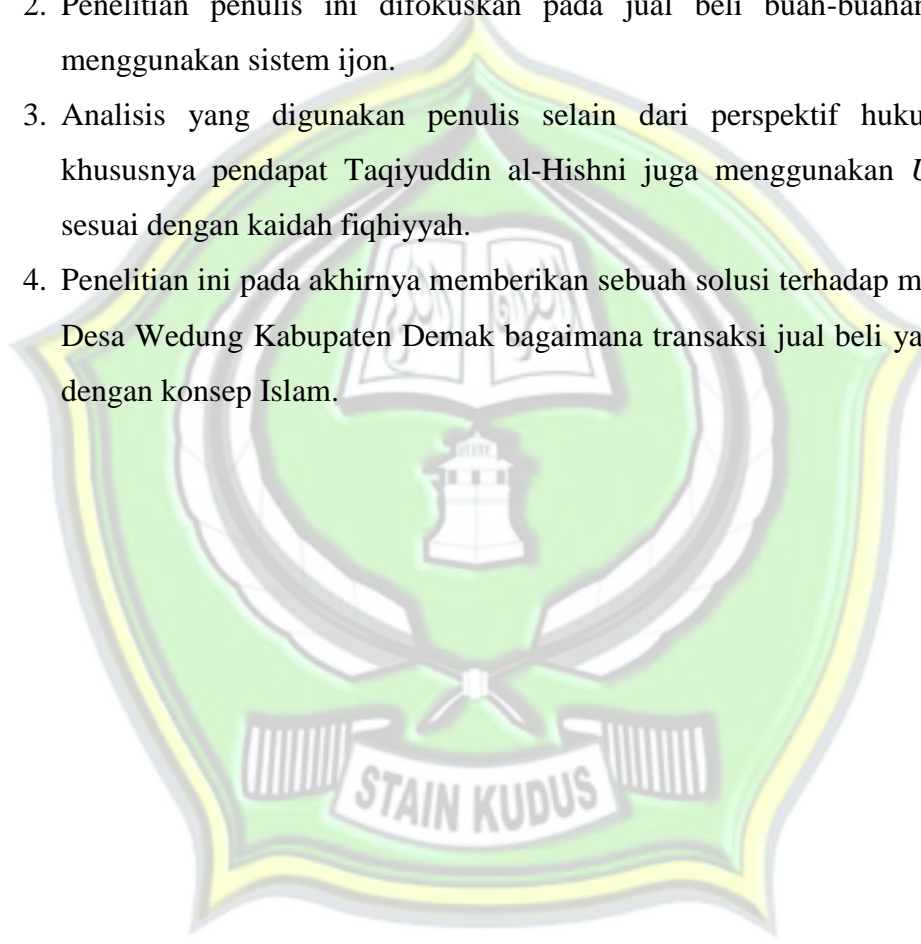 2. Penelitian penulis ini difokuskan pada jual beli buah-buahan
menggunakan sistem ijon.
3. Analisis yang digunakan penulis selain dari perspektif
khususnya pendapat Taqiyuddin al-Hishni juga menggunakan
sesuai dengan kaidah fiqhiyyah.
4. Penelitian ini pada akhirnya memberikan sebuah solusi terhadap
Desa Wedung Kabupaten Demak bagaimana transaksi jual beli
dengan konsep Islam.
STAIN KUDUS